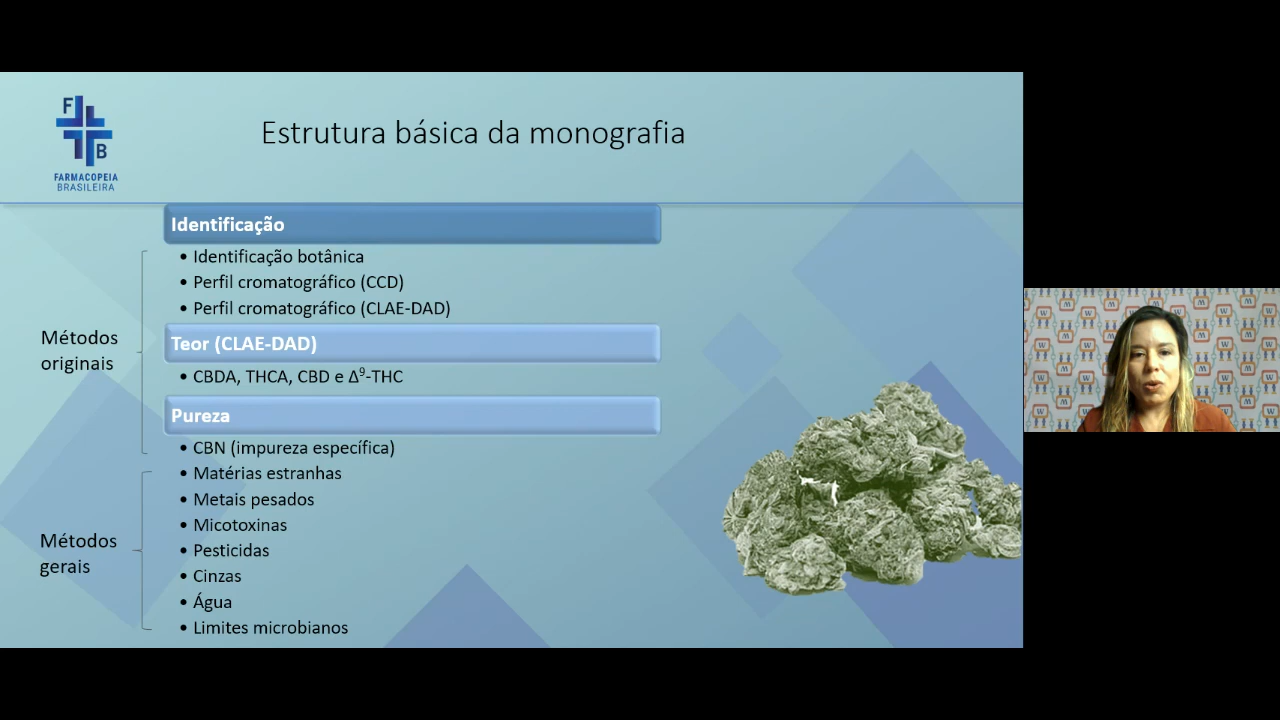 F
B
FARMACOPEIA
BRASILEIRA
Estrutura básica da monografia
Identificação
• Identificação botânica
• Perfil cromatográfico (CCD)
• Perfil cromatográfico (CLAE-DAD)
Métodos
originais
Teor (CLAE-DAD)
• CBDA, THCA, CBD e Δ⁹-THC
Pureza
• CBN (impureza específica)
• Matérias estranhas
• Metais pesados
• Micotoxinas
Métodos
gerais
• Pesticidas
• Cinzas
• Água
• Limites microbianos